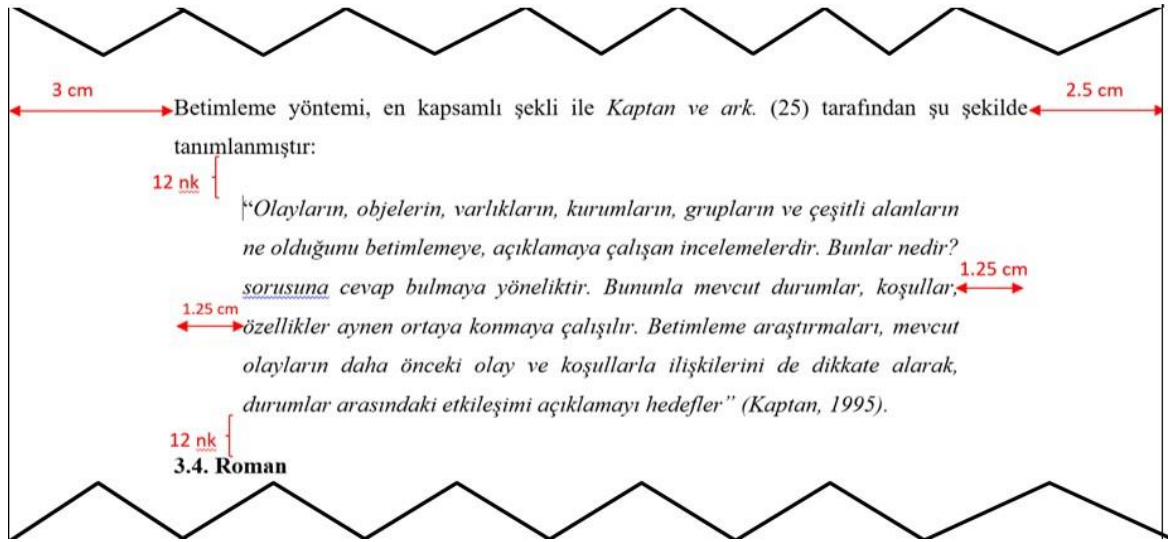 3 cm
2.5 cm
Betimleme yöntemi, en kapsamlı şekli ile Kaptan ve ark. (25) tarafından şu şekilde
tanımlanmıştır:
12 nk
“Olayların, objelerin, varlıkların, kurumların, grupların ve çeşitli alanların
ne olduğunu betimlemeye, açıklamaya çalışan incelemelerdir. Bunlar nedir?
1.25 cm
sorusuna cevap bulmaya yöneliktir. Bununla mevcut durumlar, koşullar,
1.25 cm
özellikler aynen ortaya konmaya çalışılır. Betimleme araştırmaları, mevcut
olayların daha önceki olay ve koşullarla ilişkilerini de dikkate alarak,
durumlar arasındaki etkileşimi açıklamayı hedefler” (Kaptan, 1995).
12 nk
3.4. Roman